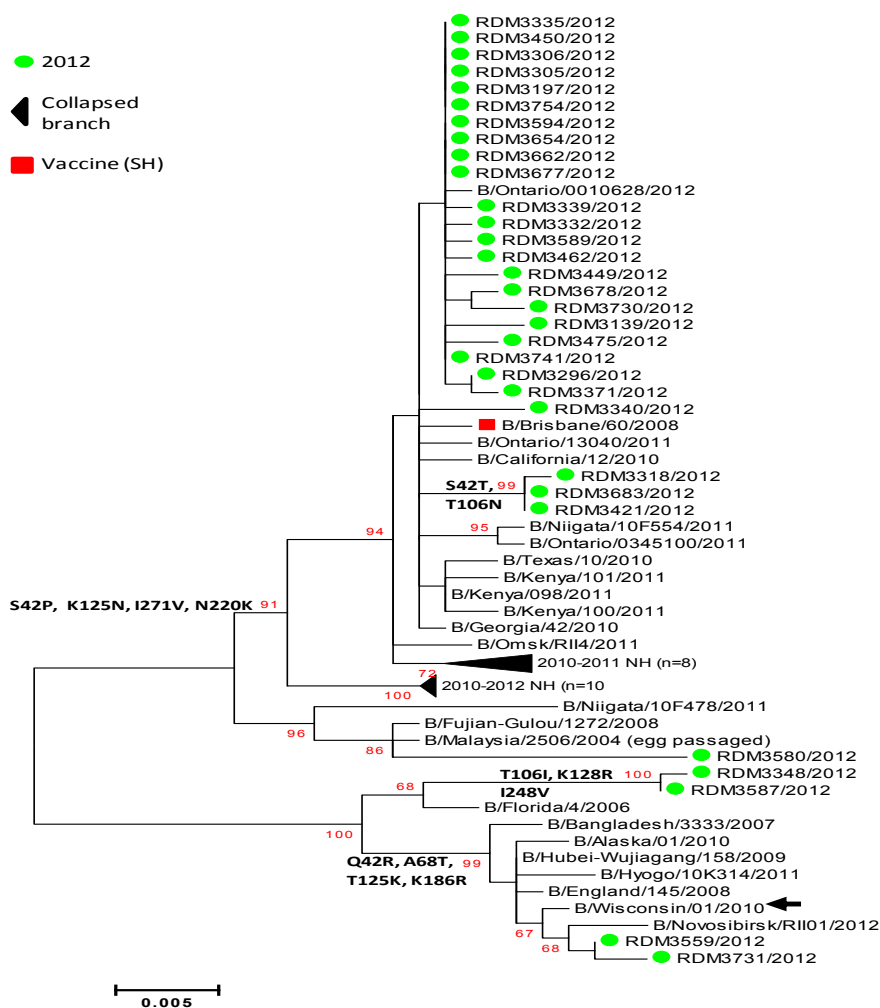 2012
Collapsed
branch
Vaccine (SH)
RDM3335/2012
RDM3450/2012
RDM3306/2012
RDM3305/2012
RDM3197/2012
RDM3754/2012
RDM3594/2012
RDM3654/2012
RDM3662/2012
RDM3677/2012
B/Ontario/0010628/2012
RDM3339/2012
RDM3332/2012
RDM3589/2012
RDM3462/2012
RDM3449/2012
RDM3678/2012
RDM3730/2012
RDM3139/2012
RDM3475/2012
RDM3741/2012
RDM3296/2012
RDM3371/2012
RDM3340/2012
B/Brisbane/60/2008
B/Ontario/13040/2011
B/California/12/2010
RDM3318/2012
S42T, 99
RDM3683/2012
T106N
RDM3421/2012
B/Niigata/10F554/2011
95
94
B/Ontario/0345100/2011
B/Texas/10/2010
B/Kenya/101/2011
B/Kenya/098/2011
S42P, K125N, I271V, N220K 91
B/Kenya/100/2011
B/Georgia/42/2010
B/Omsk/RII4/2011
2010-2011 NH (n=8)
72
2010-2012 NH (n=10
100
B/Niigata/10F478/2011
B/Fujian-Gulou/1272/2008
96
B/Malaysia/2506/2004 (egg passaged)
86
RDM3580/2012
T106I, K128R 100
RDM3348/2012
I248V
68
RDM3587/2012
B/Florida/4/2006
B/Bangladesh/3333/2007
100
B/Alaska/01/2010
B/Hubei-Wujiagang/158/2009
Q42R, A68T, 99
B/Hyogo/10K314/2011
T125K, K186R
B/England/145/2008
B/Wisconsin/01/2010
B/Novosibirsk/RII01/2012
67
RDM3559/2012
68
RDM3731/2012
0.005